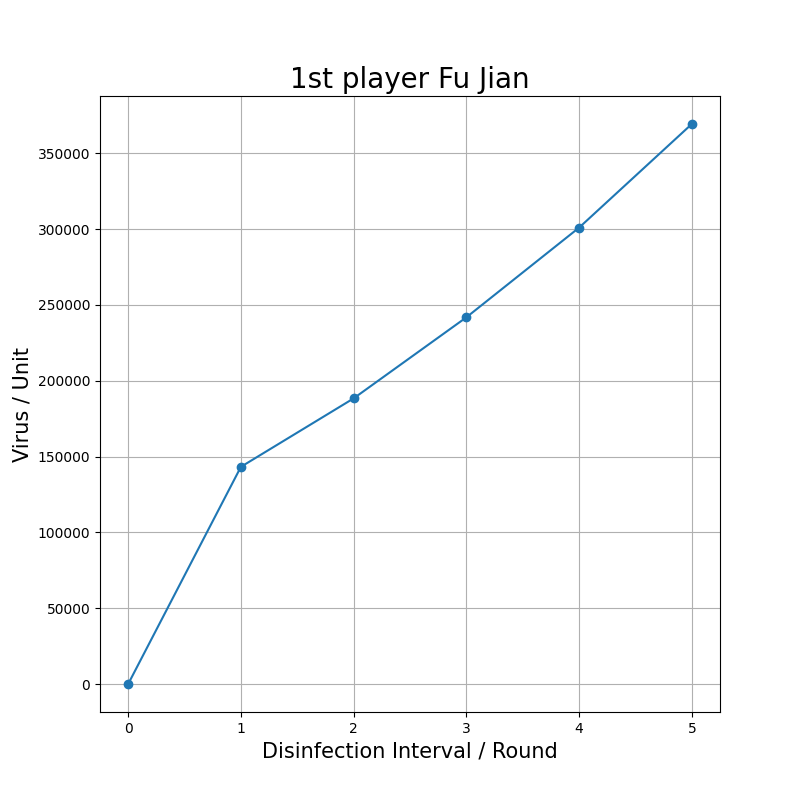 1st player Fu Jian
350000
300000
250000
200000
150000
100000
50000
0
Virus / Unit
0 1 2 3 4 5
Disinfection Interval / Round